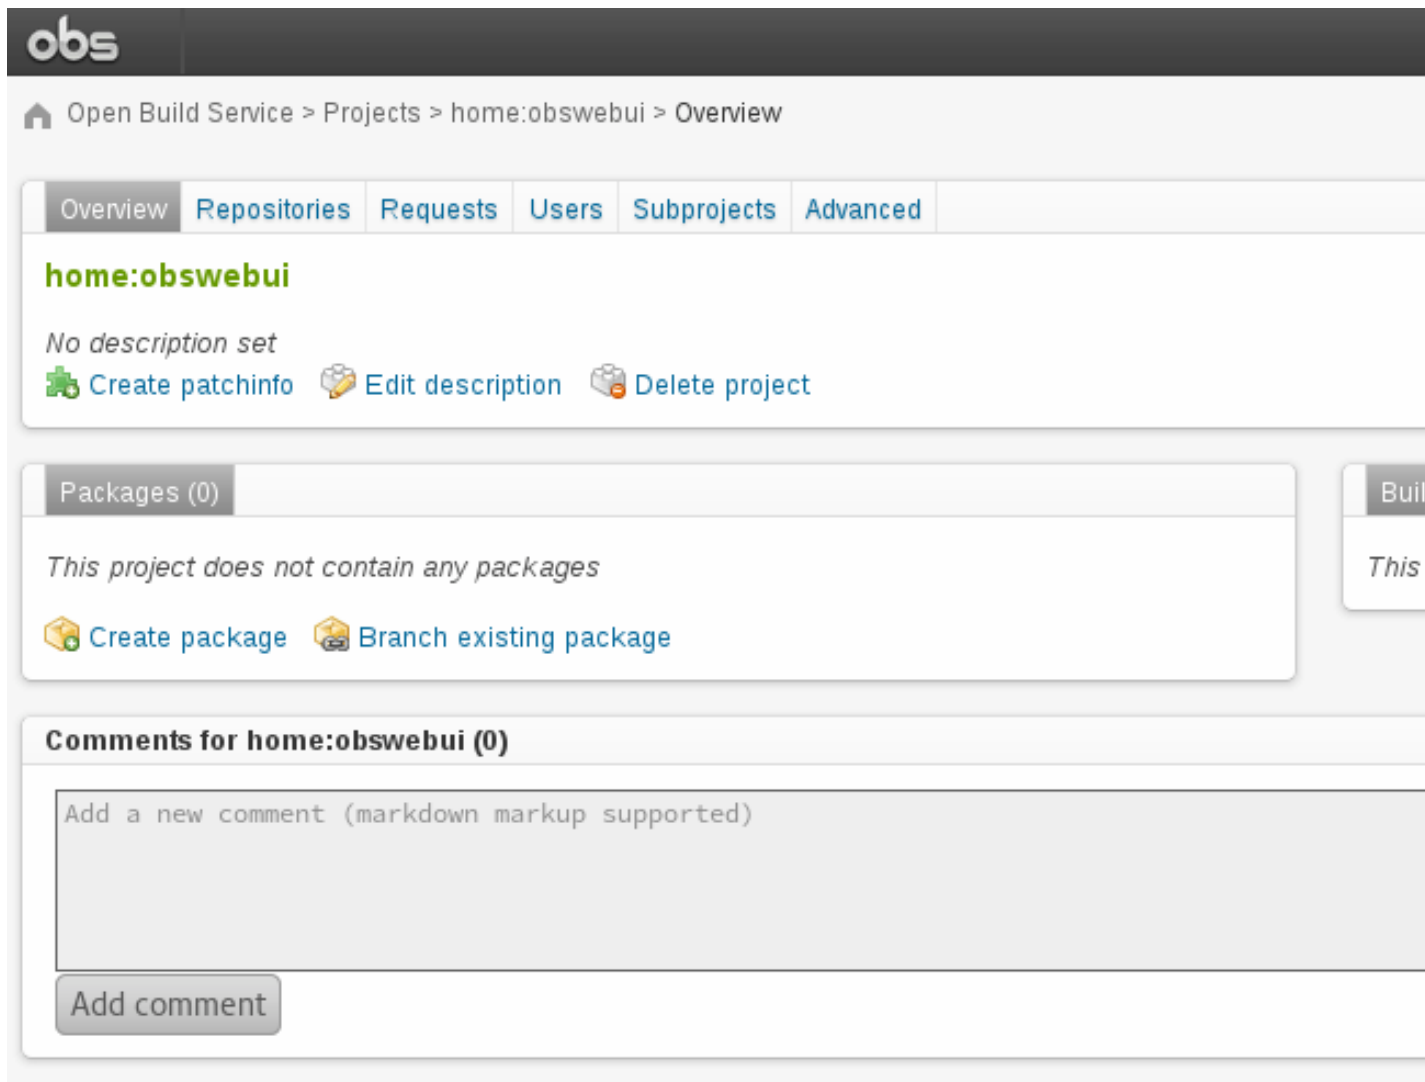 obs
Open Build Service > Projects > home:obswebui > Overview
Overview Repositories Requests Users Subprojects Advanced
home:obswebui
No description set
Create patchinfo Edit description Delete project
Packages (0)
Buil
This project does not contain any packages
This
Create package Branch existing package
Comments for home:obswebui (0)
Add a new comment (markdown markup supported)
Add comment